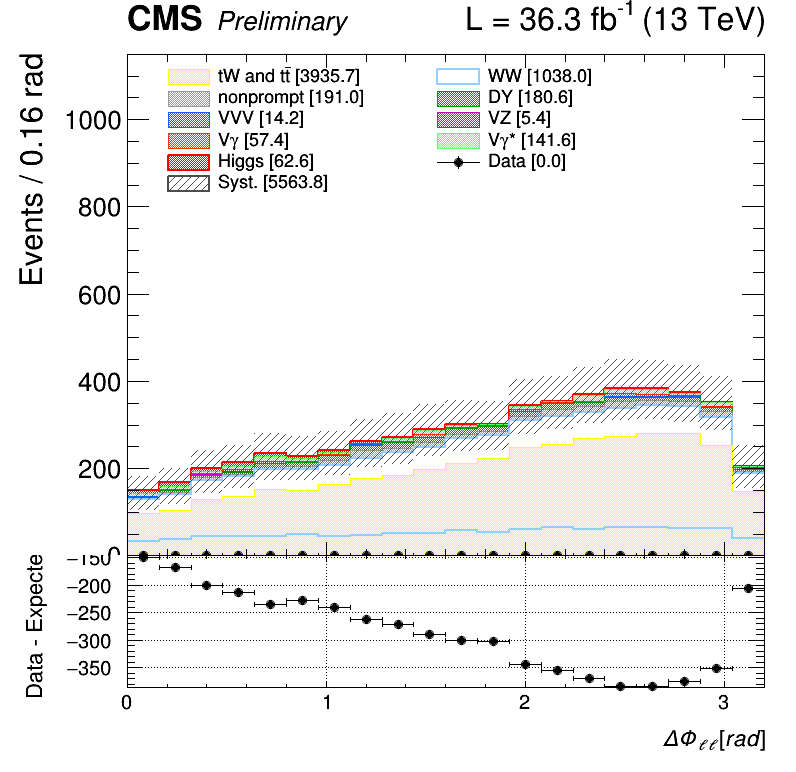 CMS Preliminary L = 36.3 fb⁻¹ (13 TeV)
Events / 0.16 rad
1000
800
600
400
200
0
tW and tt̄ [3935.7]
nonprompt [191.0]
VVV [14.2]
Vγ [57.4]
Higgs [62.6]
Syst. [5563.8]
WW [1038.0]
DY [180.6]
VZ [5.4]
Vγ* [141.6]
Data [0.0]
Data - Expecte
−150
−200
−250
−300
−350
0 1 2 3
ΔΦℓℓ[rad]